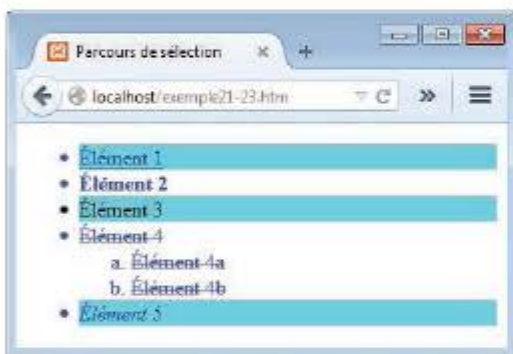 Parcours de sélection
localhost/exemple21-23.htm
• Élément 1
• Élément 2
• Élément 3
• Élément 4
a. Élément 4a
b. Élément 4b
• Élément 5